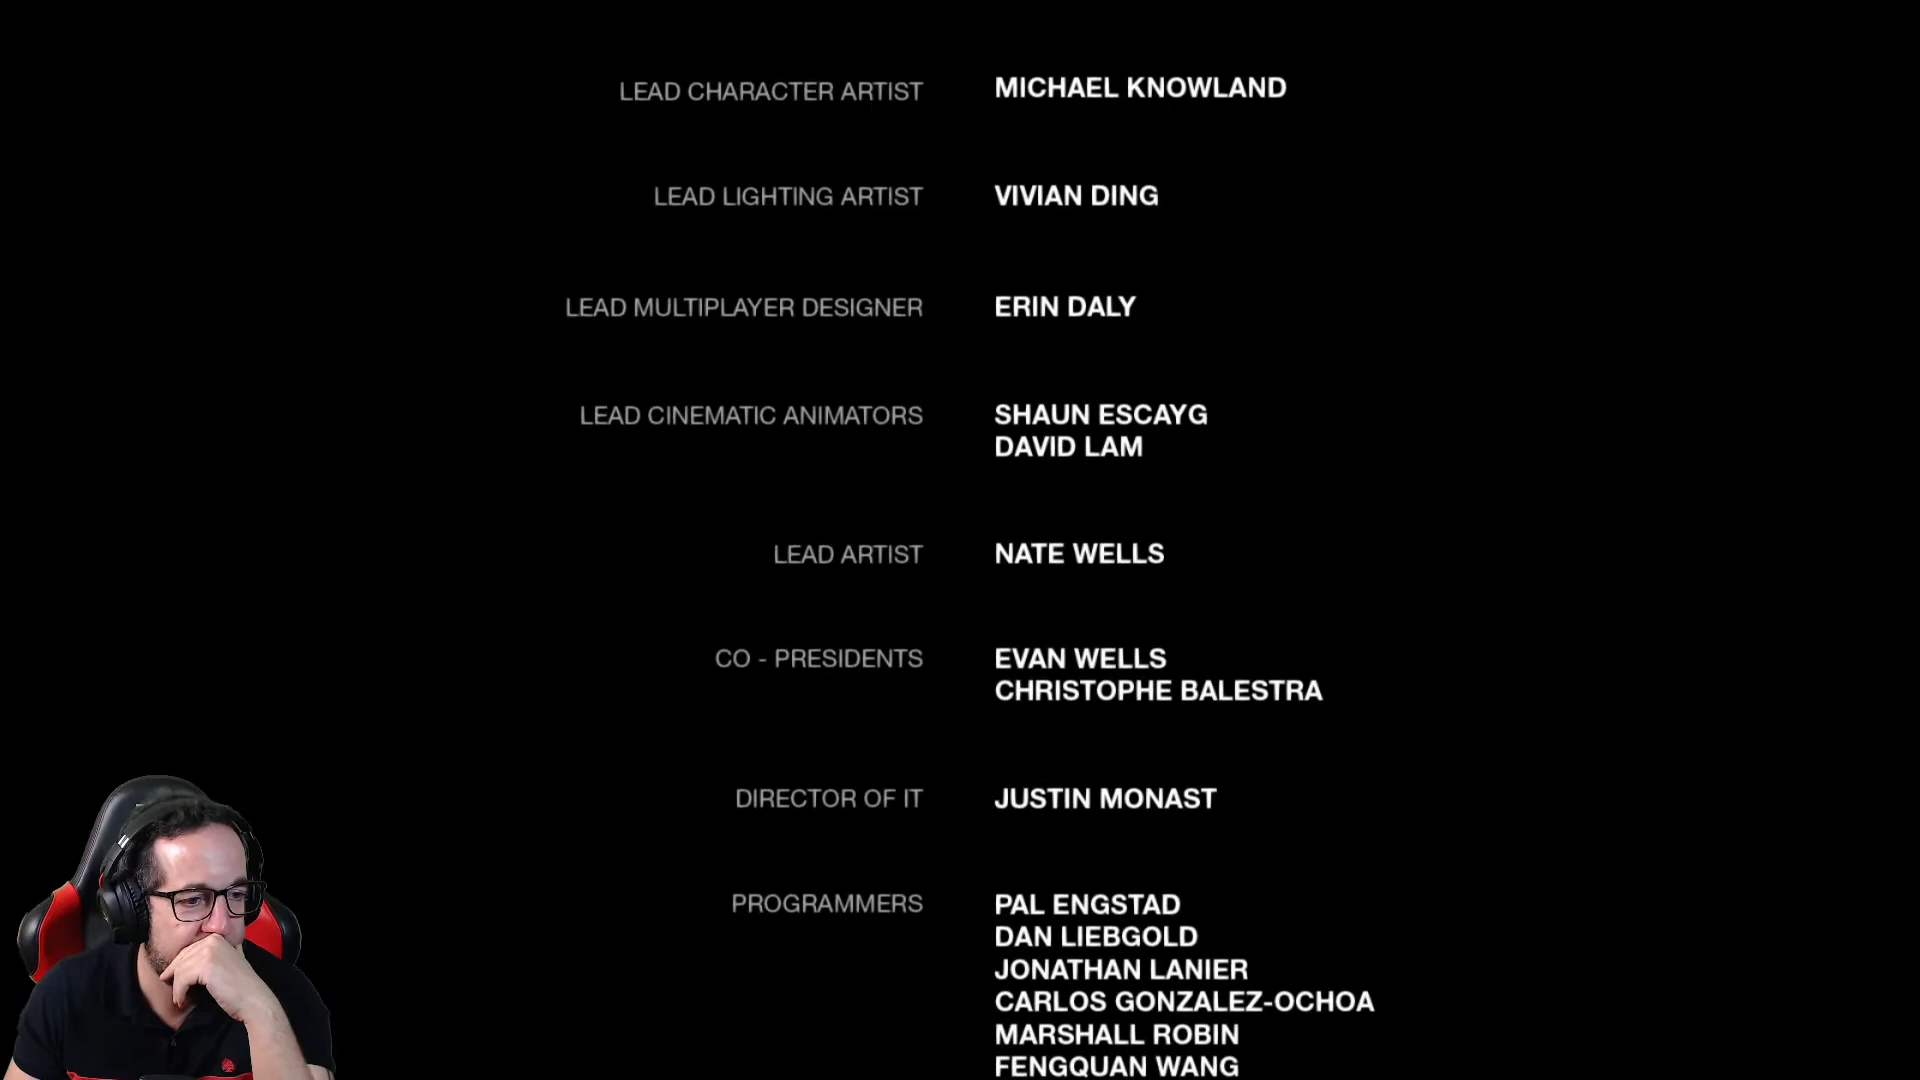 LEAD CHARACTER ARTIST MICHAEL KNOWLAND
LEAD LIGHTING ARTIST VIVIAN DING
LEAD MULTIPLAYER DESIGNER ERIN DALY
LEAD CINEMATIC ANIMATORS SHAUN ESCAYG
DAVID LAM
LEAD ARTIST NATE WELLS
CO - PRESIDENTS EVAN WELLS
CHRISTOPHE BALESTRA
DIRECTOR OF IT JUSTIN MONAST
PROGRAMMERS PAL ENGSTAD
DAN LIEBGOLD
JONATHAN LANIER
CARLOS GONZALEZ-OCHOA
MARSHALL ROBIN
FENGQUAN WANG